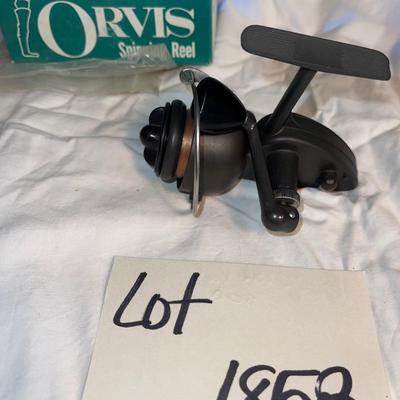 ORVIS
Spinning Reel
Lot
1858